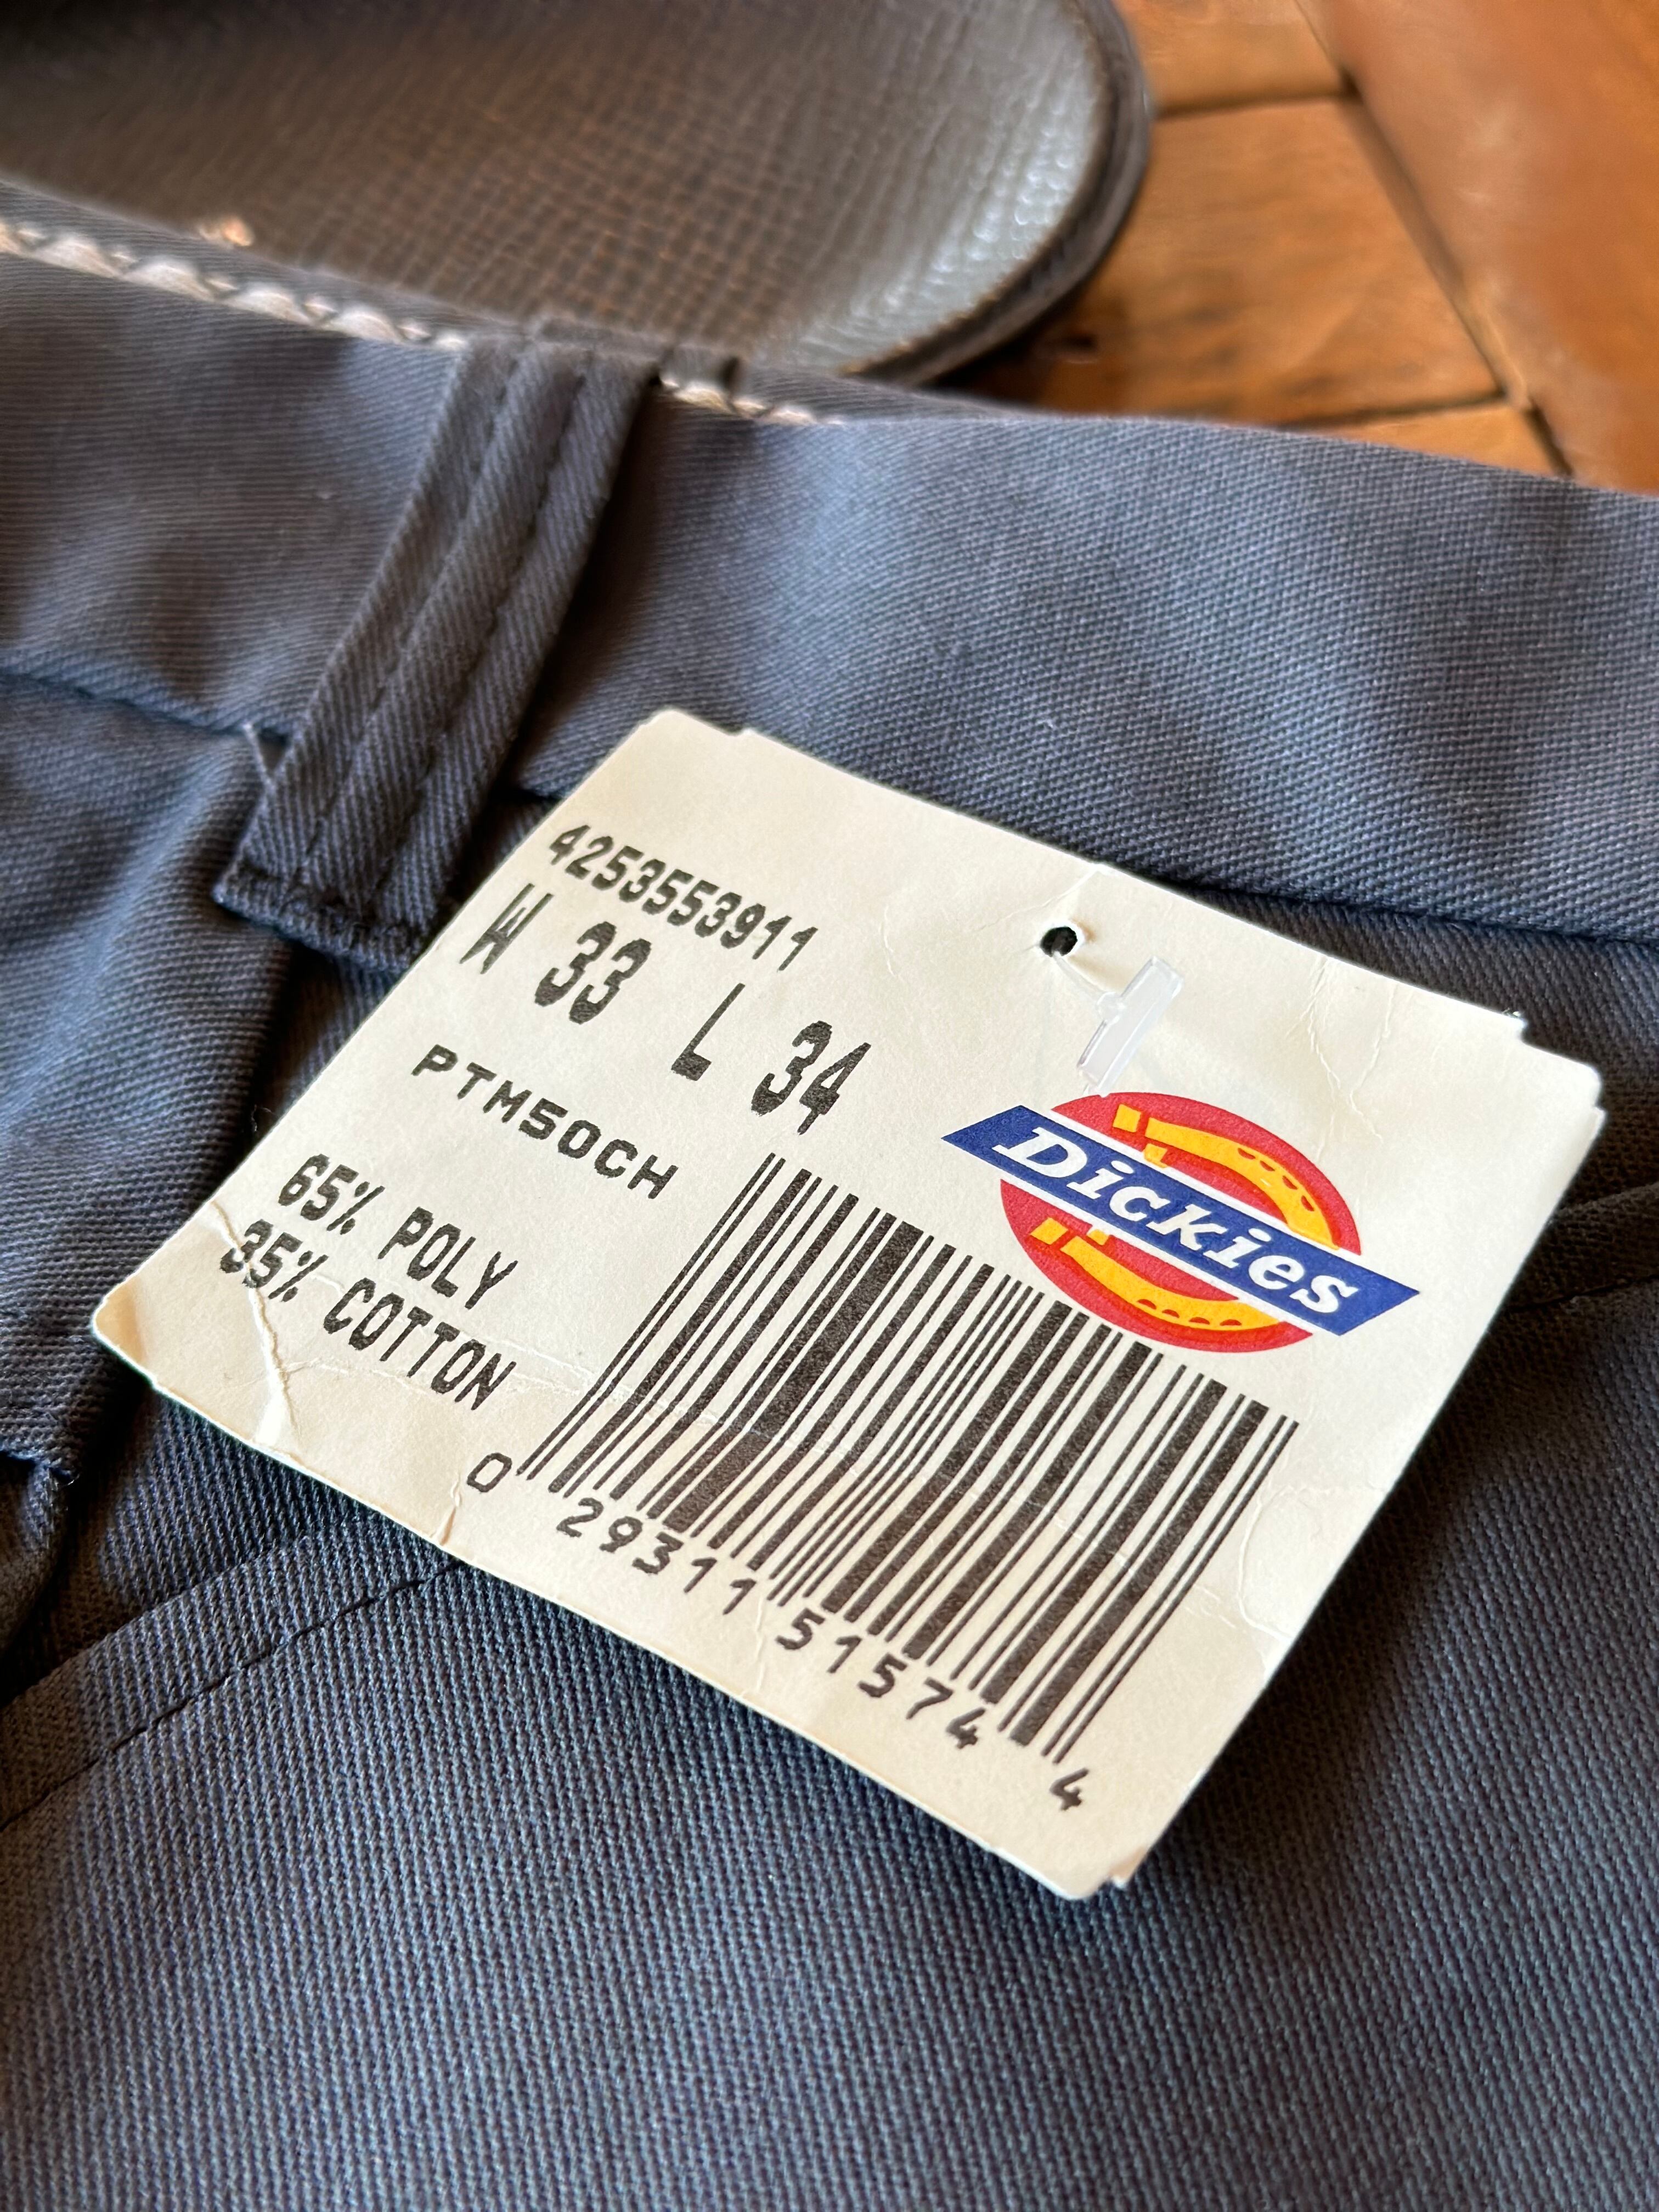 4253553911
W 33 L 34
PTM50CH
65% POLY
35% COTTON
Dickies
0 29311 51574 4